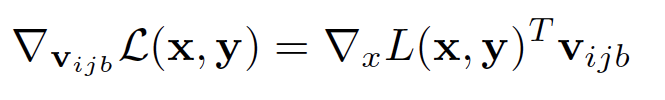 ∇_{𝐯_{ijb}} ℒ(𝐱, 𝐲) = ∇_x L(𝐱, 𝐲)^T 𝐯_{ijb}